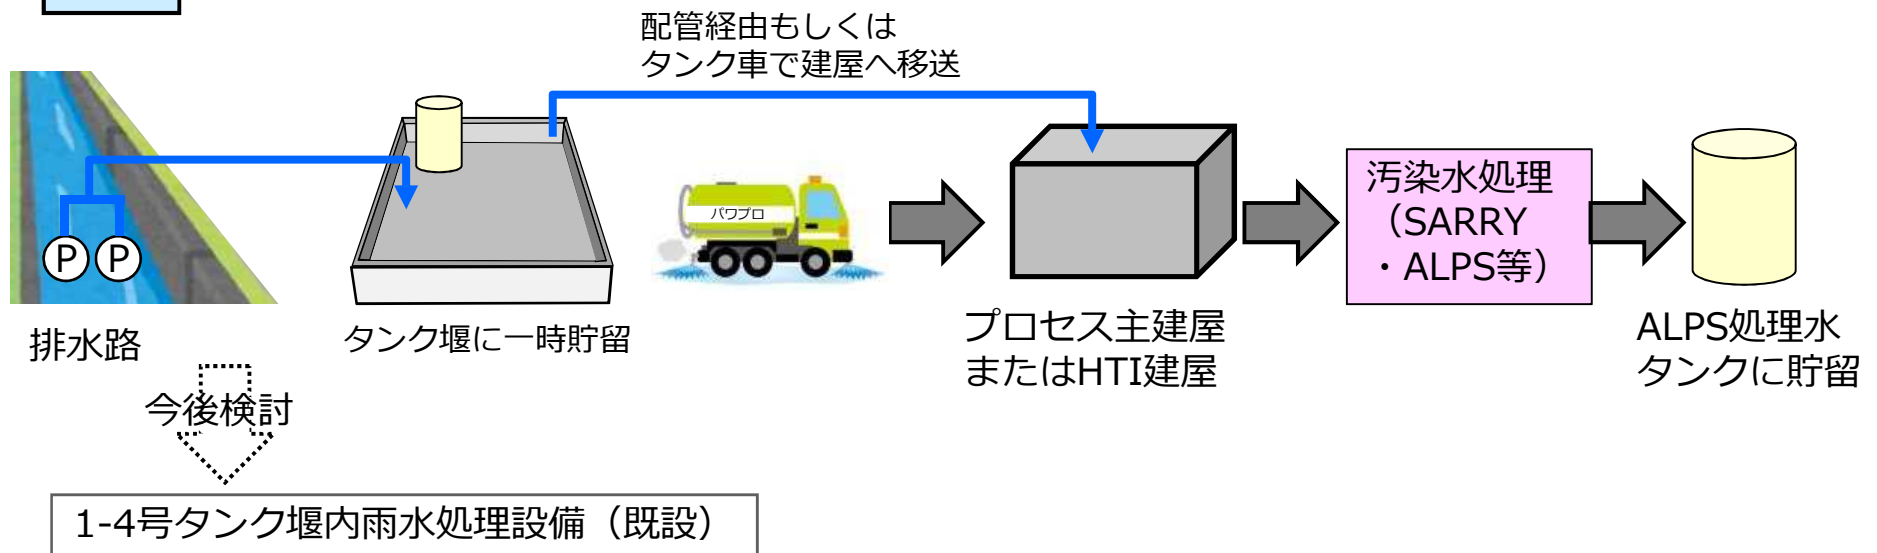 配管経由もしくは
タンク車で建屋へ移送
パワプロ
P P
汚染水処理
（SARRY
・ALPS等）
排水路
タンク堰に一時貯留
プロセス主建屋
またはHTI建屋
ALPS処理水
タンクに貯留
今後検討
1-4号タンク堰内雨水処理設備（既設）